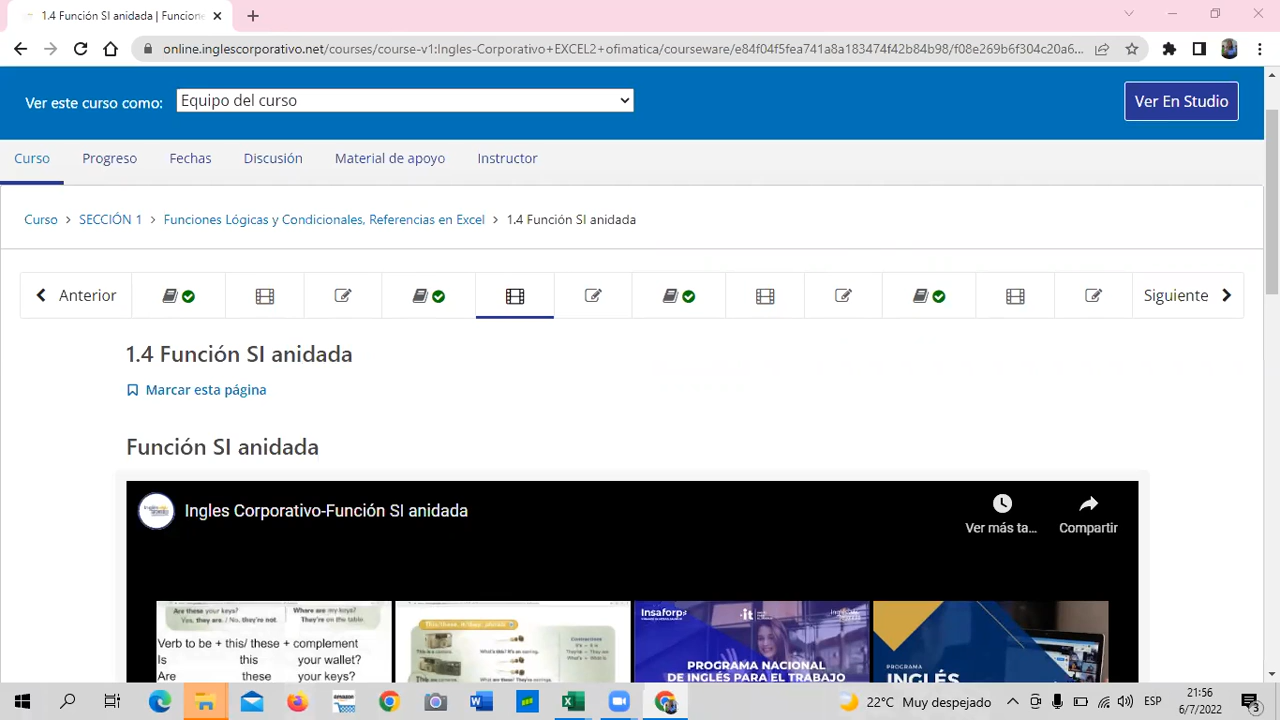 1.4 Función SI anidada | Funcion
online.inglescorporativo.net/courses/course-v1:Ingles-Corporativo+EXCEL2+ofimatica/courseware/e84f04f5fea741a8a183474f42b84b98/f08e269b6f304c20a6...
Ver este curso como:
Equipo del curso
Ver En Studio
Curso
Progreso
Fechas
Discusión
Material de apoyo
Instructor
Curso > SECCIÓN 1 > Funciones Lógicas y Condicionales, Referencias en Excel > 1.4 Función SI anidada
Anterior
Siguiente
1.4 Función SI anidada
Marcar esta página
Función SI anidada
Ingles Corporativo-Función SI anidada
Ver más ta...
Compartir
Are these your keys?
Where are my keys?
Yes, they are. / No, they're not.
They're on the table.
Verb to be + this/ these + complement
Is this your wallet?
Are these your keys?
Insaforp
it
PROGRAMA NACIONAL
DE INGLÉS PARA EL TRABAJO
PROGRAMA
INGLÉS
22°C Muy despejado
ESP
21:56
6/7/2022
3